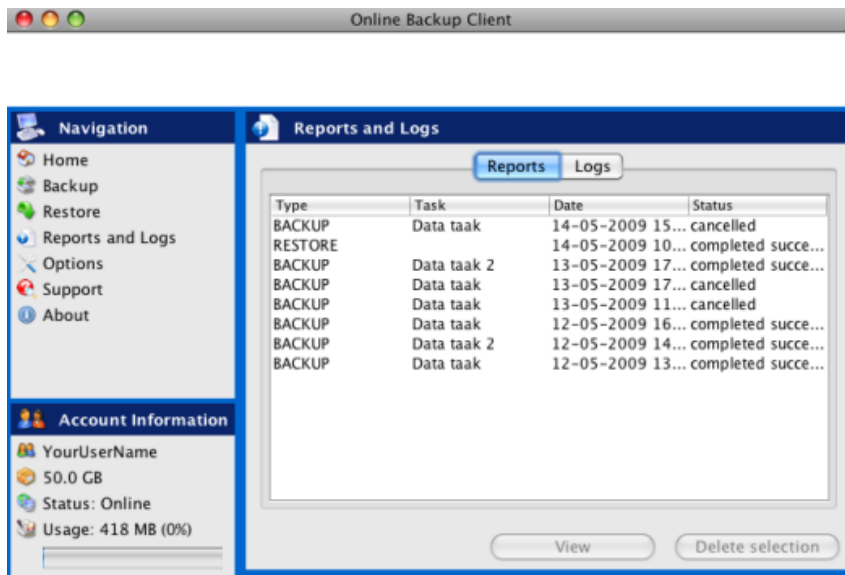 Online Backup Client
Navigation
Home
Backup
Restore
Reports and Logs
Options
Support
About
Account Information
YourUserName
50.0 GB
Status: Online
Usage: 418 MB (0%)
Reports and Logs
Reports Logs
Type Task Date Status
BACKUP Data taak 14-05-2009 15... cancelled
RESTORE 14-05-2009 10... completed succe...
BACKUP Data taak 2 13-05-2009 17... completed succe...
BACKUP Data taak 13-05-2009 17... cancelled
BACKUP Data taak 13-05-2009 11... cancelled
BACKUP Data taak 12-05-2009 16... completed succe...
BACKUP Data taak 2 12-05-2009 14... completed succe...
BACKUP Data taak 12-05-2009 13... completed succe...
View Delete selection